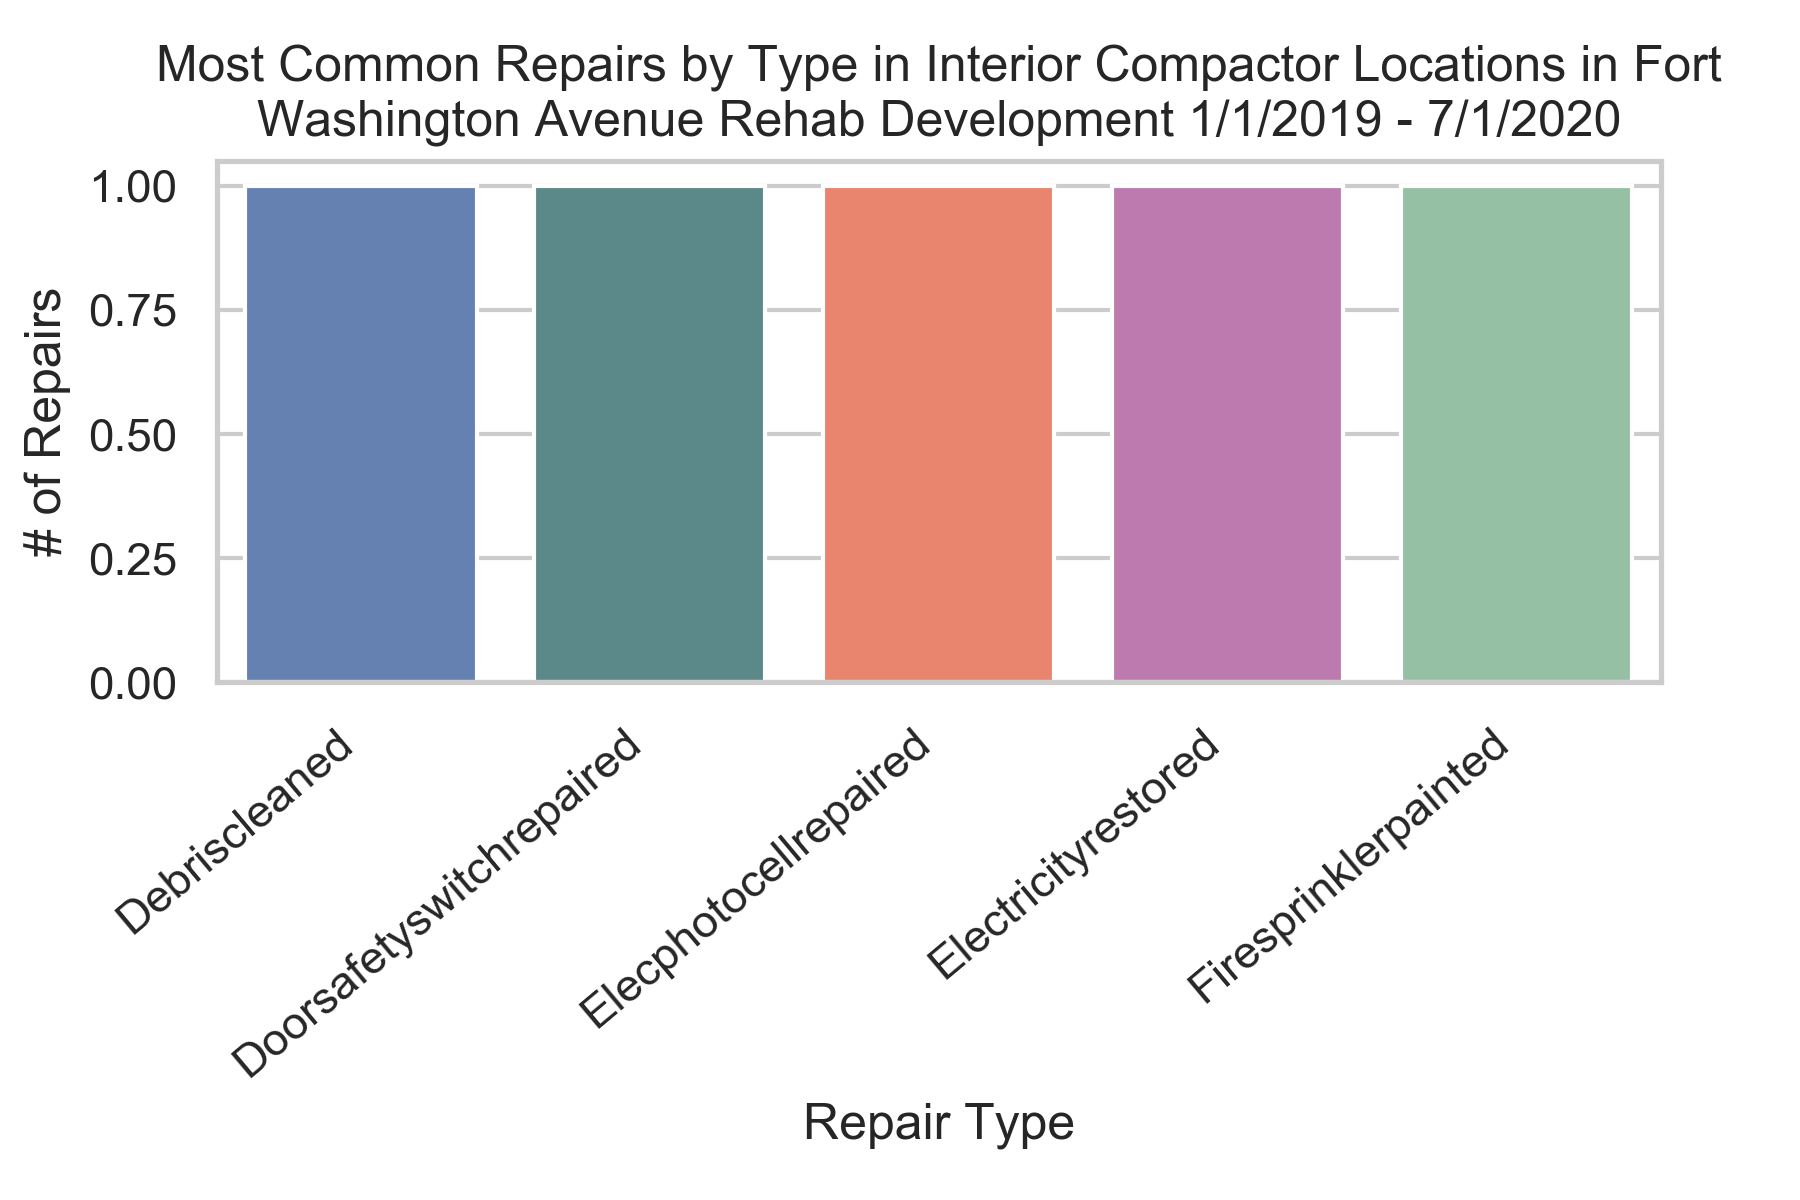 Most Common Repairs by Type in Interior Compactor Locations in Fort
Washington Avenue Rehab Development 1/1/2019 - 7/1/2020
# of Repairs
1.00
0.75
0.50
0.25
0.00
Debriscleaned
Doorsafetyswitchrepaired
Elecphotocellrepaired
Electricityrestored
Firesprinklerpainted
Repair Type